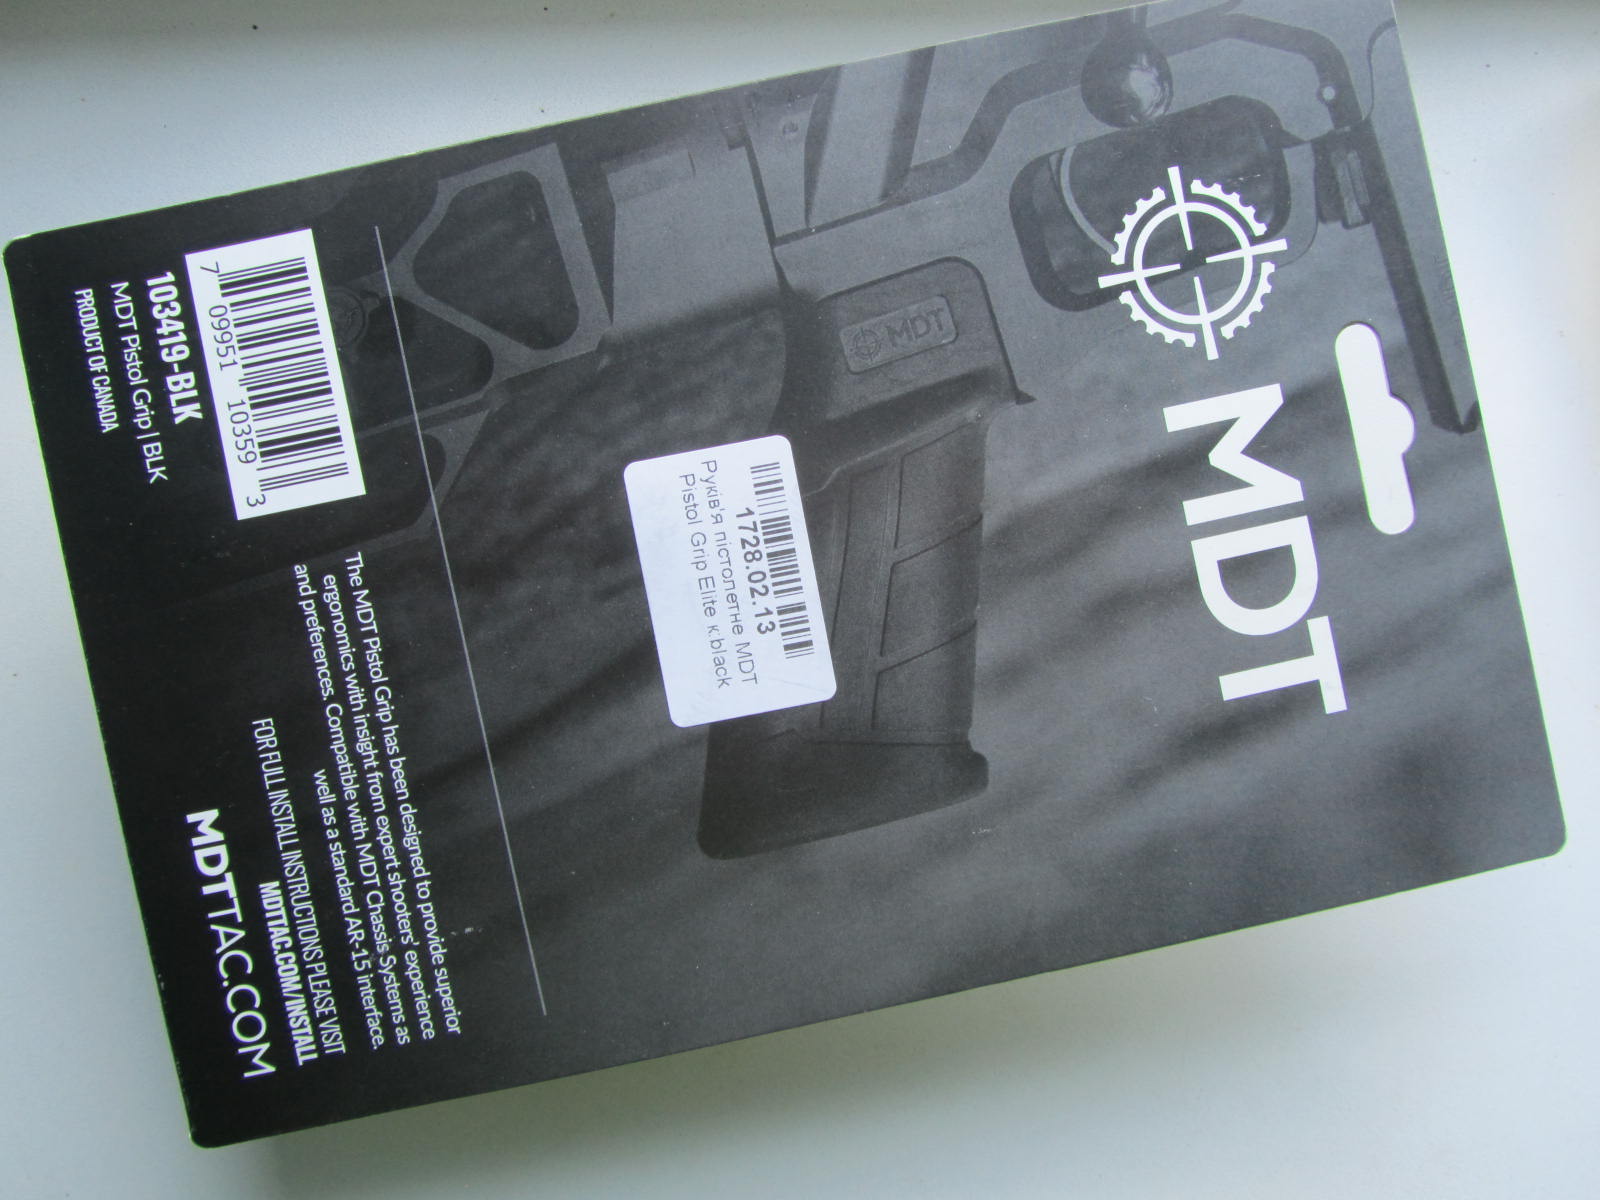 MDT
MDT
1728.02.13
Руків'я пістолетне MDT
Pistol Grip Elite к:black
7 09951 10359 3
103419-BLK
MDT Pistol Grip | BLK
PRODUCT OF CANADA
The MDT Pistol Grip has been designed to provide superior
ergonomics with insight from expert shooters' experience
and preferences. Compatible with MDT Chassis Systems as
well as a standard AR-15 interface.
FOR FULL INSTALL INSTRUCTIONS PLEASE VISIT
MDTTAC.COM/INSTALL
MDTTAC.COM